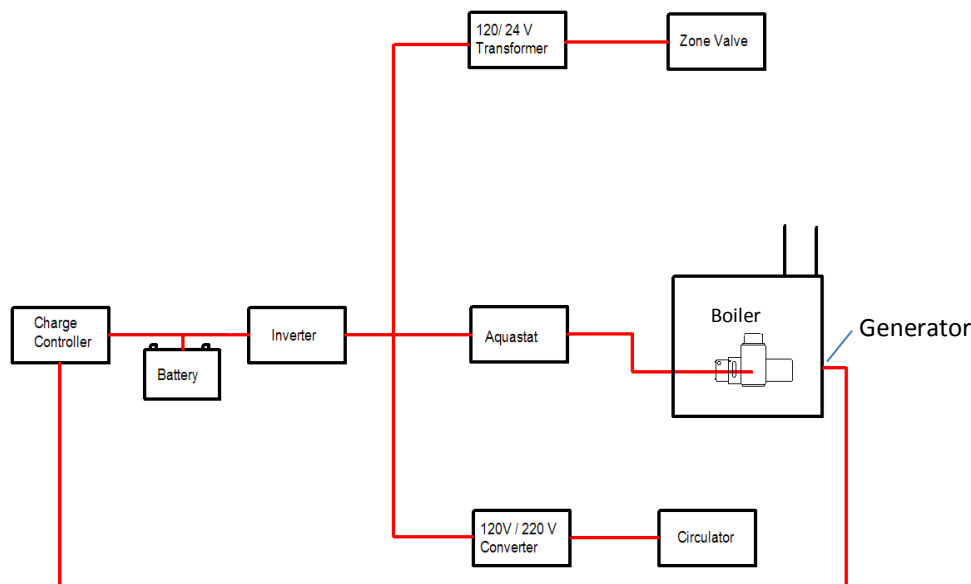 120/ 24 V
Transformer
Zone Valve
Charge
Controller
Battery
Inverter
Aquastat
Boiler
Generator
120V / 220 V
Converter
Circulator